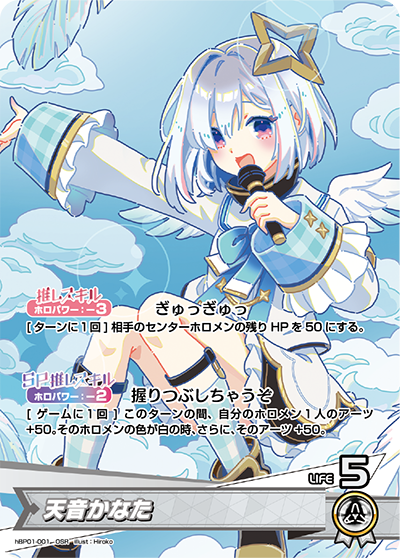 推しスキル
ホロパワー：－3
ぎゅっぎゅっ
[ターンに1回]相手のセンターホロメンの残りHPを50にする。
SP推しスキル
ホロパワー：－2
握りつぶしちゃうぞ
[ゲームに1回]このターンの間、自分のホロメン1人のアーツ
+50。そのホロメンの色が白の時、さらに、そのアーツ+50。
LIFE 5
天音かなた
hBP01-001 OSR illust：Hiroko